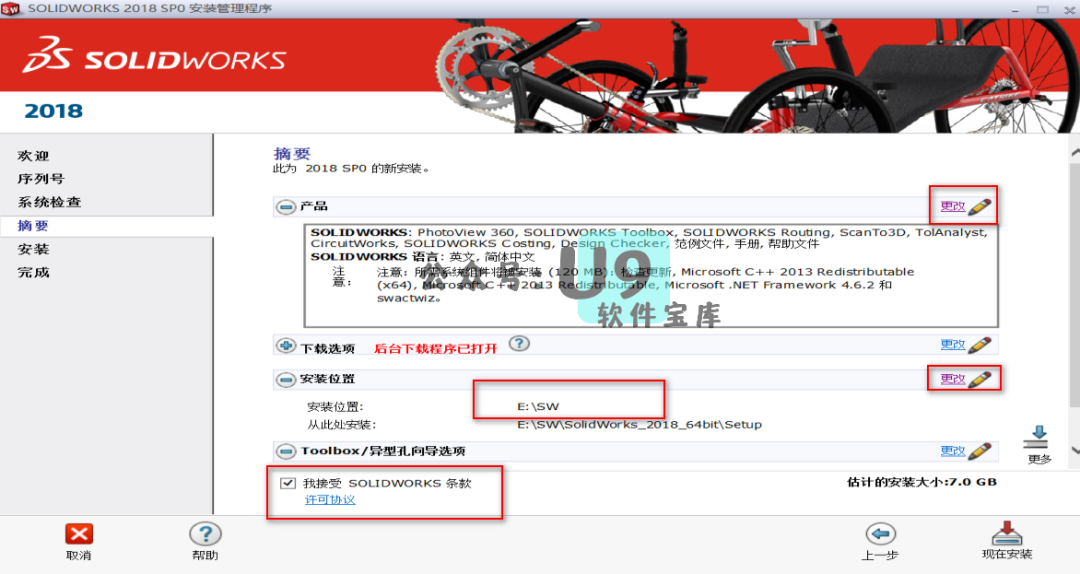 SOLIDWORKS 2018 SP0 安装管理程序
SOLIDWORKS
2018
欢迎
序列号
系统检查
摘要
安装
完成
摘要
此为 2018 SP0 的新安装。
产品
更改
SOLIDWORKS: PhotoView 360, SOLIDWORKS Toolbox, SOLIDWORKS Routing, ScanTo3D, TolAnalyst,
CircuitWorks, SOLIDWORKS Costing, Design Checker, 范例文件, 手册, 帮助文件
SOLIDWORKS 语言: 英文, 简体中文
注意:
注意: 所需系统组件将被安装 (120 MB): 检查更新, Microsoft C++ 2013 Redistributable
(x64), Microsoft C++ 2013 Redistributable, Microsoft .NET Framework 4.6.2 和
swactwiz。
公众号:U9
软件宝库
下载选项 后台下载程序已打开 ?
更改
安装位置
更改
安装位置: E:\SW
从此处安装: E:\SW\SolidWorks_2018_64bit\Setup
Toolbox/异型孔向导选项
更改
更多
我接受 SOLIDWORKS 条款
许可协议
估计的安装大小:7.0 GB
取消
帮助
上一步
现在安装